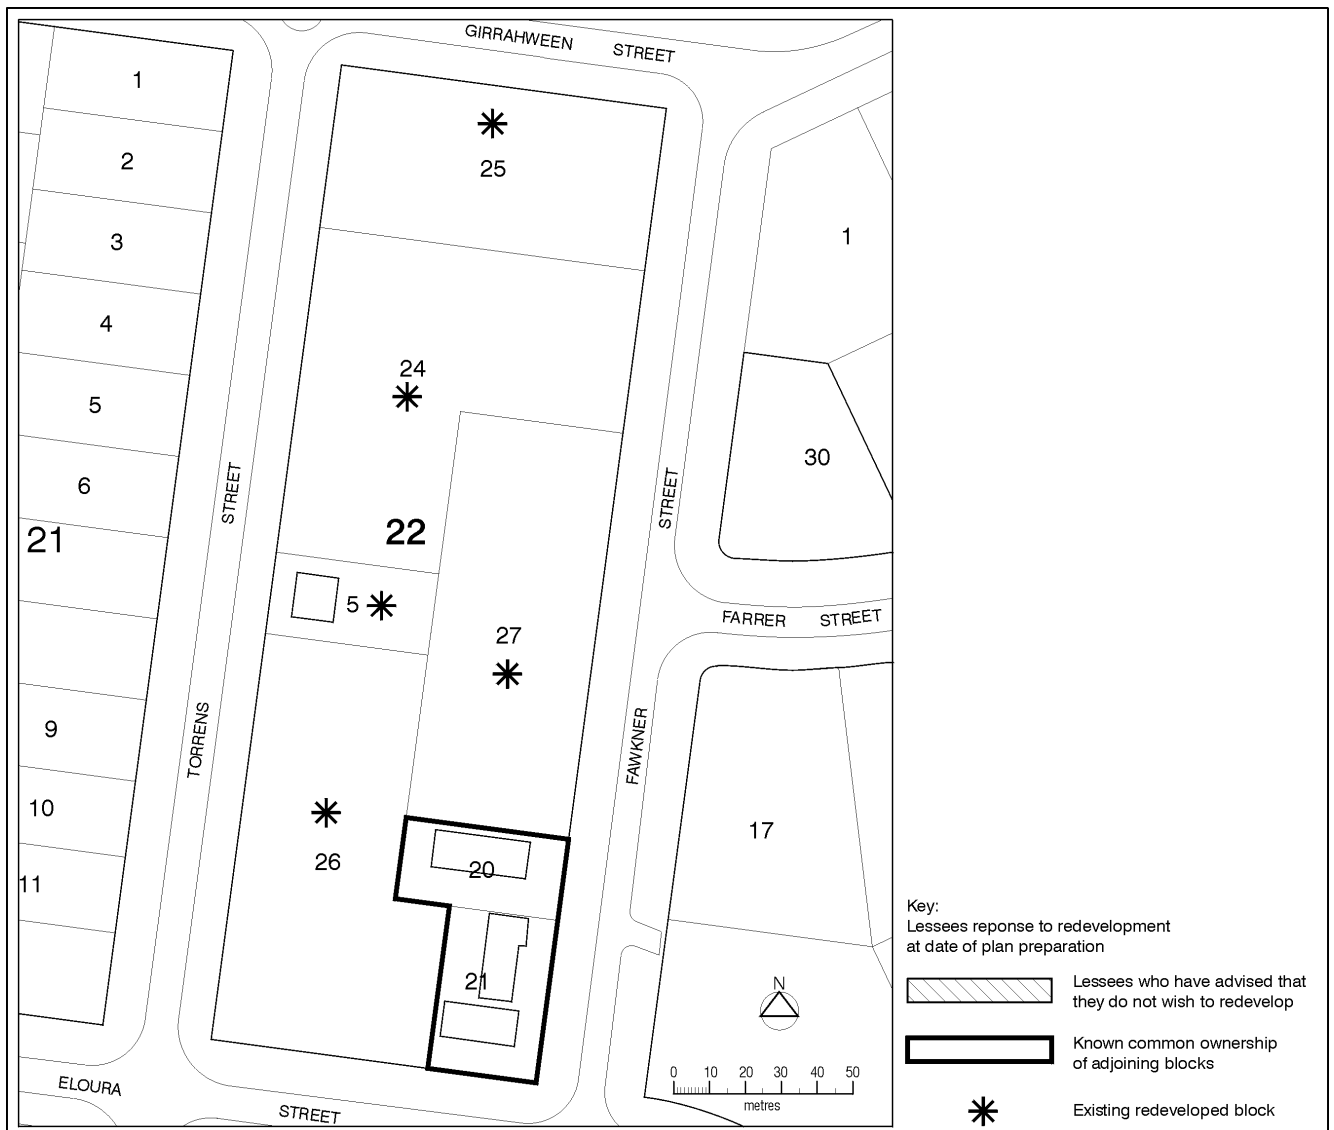 GIRRAHWEEN STREET
1
2
3
4
5
6
21
9
10
11
25
24
22
5
27
26
20
21
1
30
17
STREET
TORRENS
STREET
FAWKNER
FARRER STREET
ELOURA
STREET
N
0 10 20 30 40 50
metres
Key:
Lessees reponse to redevelopment
at date of plan preparation
Lessees who have advised that
they do not wish to redevelop
Known common ownership
of adjoining blocks
Existing redeveloped block